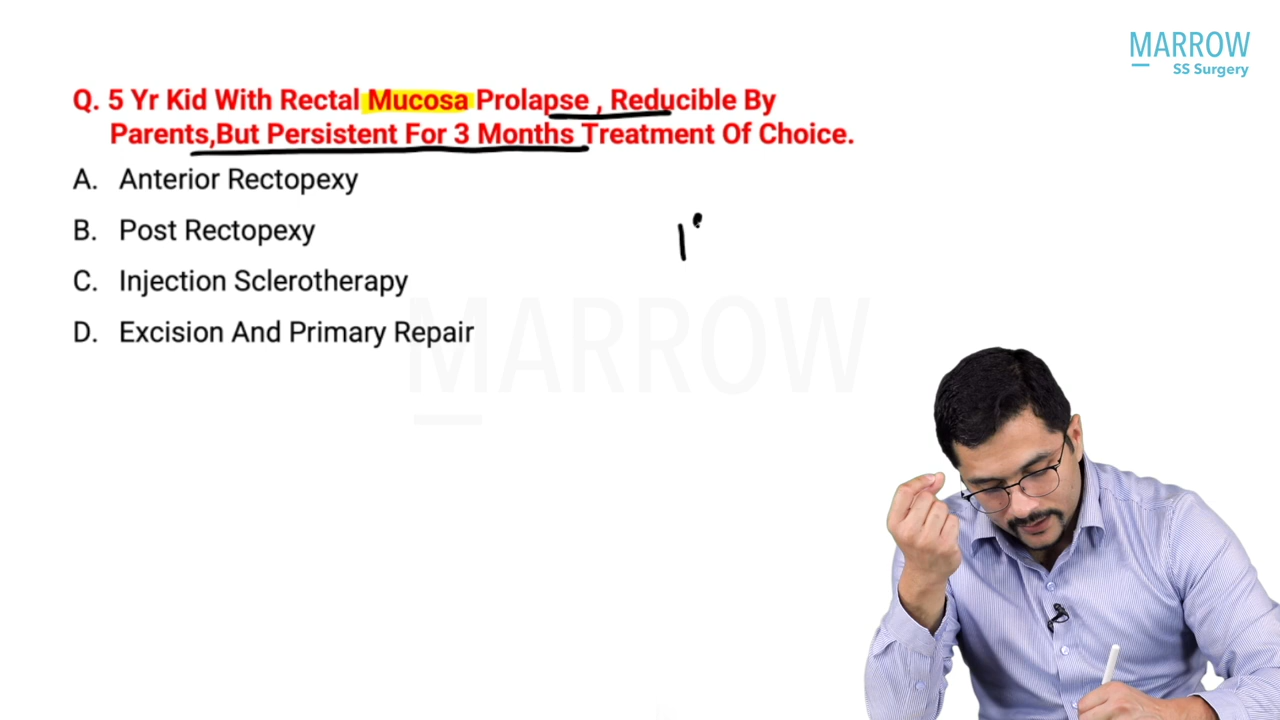 MARROW
SS Surgery
Q. 5 Yr Kid With Rectal Mucosa Prolapse , Reducible By
Parents,But Persistent For 3 Months Treatment Of Choice.
A. Anterior Rectopexy
B. Post Rectopexy
1°
C. Injection Sclerotherapy
D. Excision And Primary Repair
MARROW